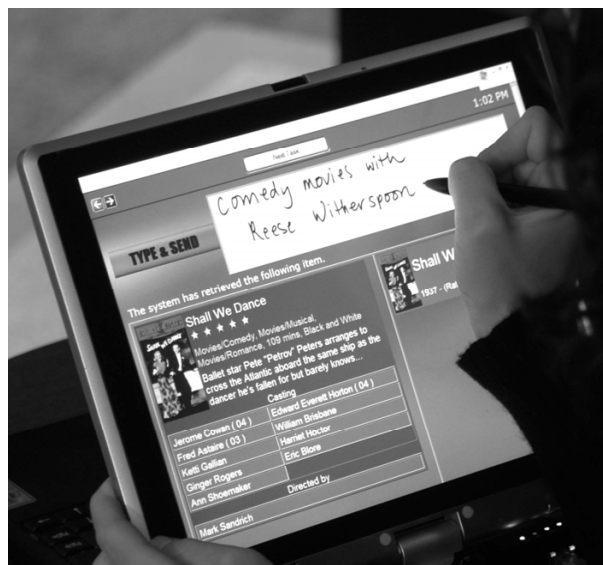 1:02 PM
Next Task
Comedy movies with
Reese Witherspoon
TYPE & SEND
The system has retrieved the following item.
Shall We Dance
Movies/Comedy, Movies/Musical,
Movies/Romance, 109 mins, Black and White
Ballet star Pete "Petrov" Peters arranges to
cross the Atlantic aboard the same ship as the
dancer he's fallen for but barely knows...
Casting
Jerome Cowan ( 04 )
Edward Everett Horton ( 04 )
Fred Astaire ( 03 )
William Brisbane
Ketti Gallian
Harriet Hoctor
Ginger Rogers
Eric Blore
Ann Shoemaker
Directed by
Mark Sandrich
Shall W
1937 - (Rat